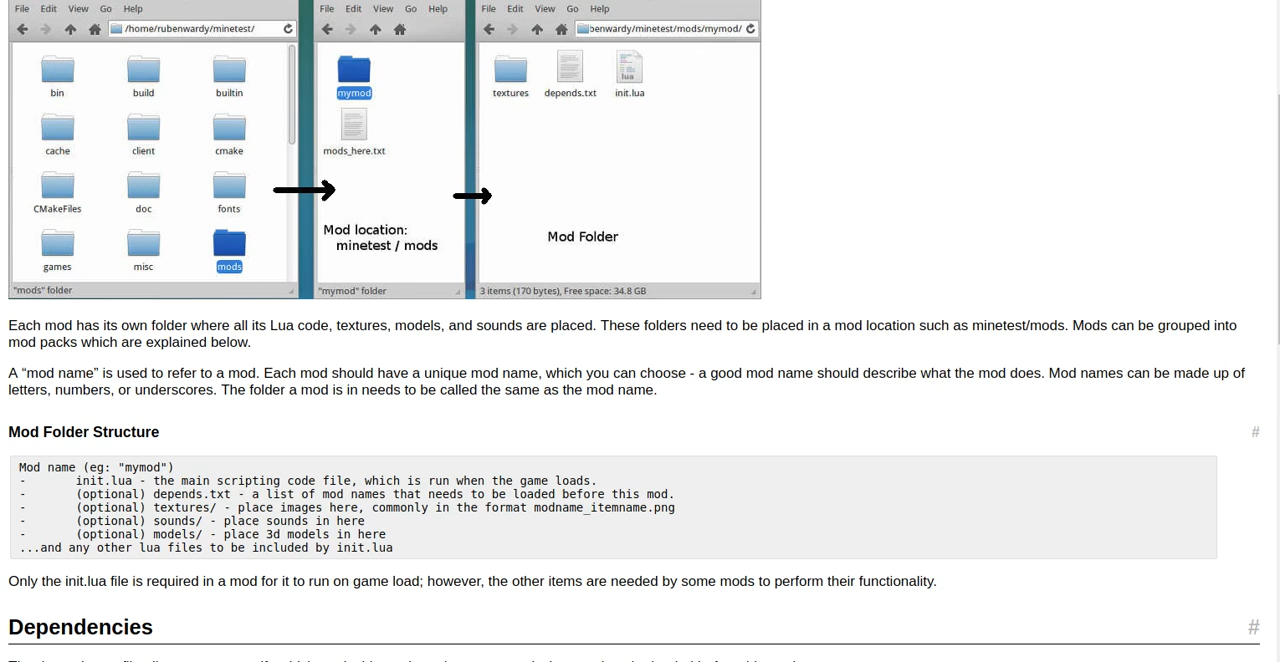 File Edit View Go Help
/home/rubenwardy/minetest/
bin build builtin
cache client cmake
CMakeFiles doc fonts
games misc mods
"mods" folder
File Edit View Go Help
mymod
mods_here.txt
Mod location:
minetest / mods
"mymod" folder
File Edit View Go Help
benwardy/minetest/mods/mymod/
textures depends.txt init.lua
lua
Mod Folder
3 items (170 bytes), Free space: 34.8 GB
Each mod has its own folder where all its Lua code, textures, models, and sounds are placed. These folders need to be placed in a mod location such as minetest/mods. Mods can be grouped into
mod packs which are explained below.
A “mod name” is used to refer to a mod. Each mod should have a unique mod name, which you can choose - a good mod name should describe what the mod does. Mod names can be made up of
letters, numbers, or underscores. The folder a mod is in needs to be called the same as the mod name.
Mod Folder Structure #
Mod name (eg: "mymod")
- init.lua - the main scripting code file, which is run when the game loads.
- (optional) depends.txt - a list of mod names that needs to be loaded before this mod.
- (optional) textures/ - place images here, commonly in the format modname_itemname.png
- (optional) sounds/ - place sounds in here
- (optional) models/ - place 3d models in here
...and any other lua files to be included by init.lua
Only the init.lua file is required in a mod for it to run on game load; however, the other items are needed by some mods to perform their functionality.
Dependencies #